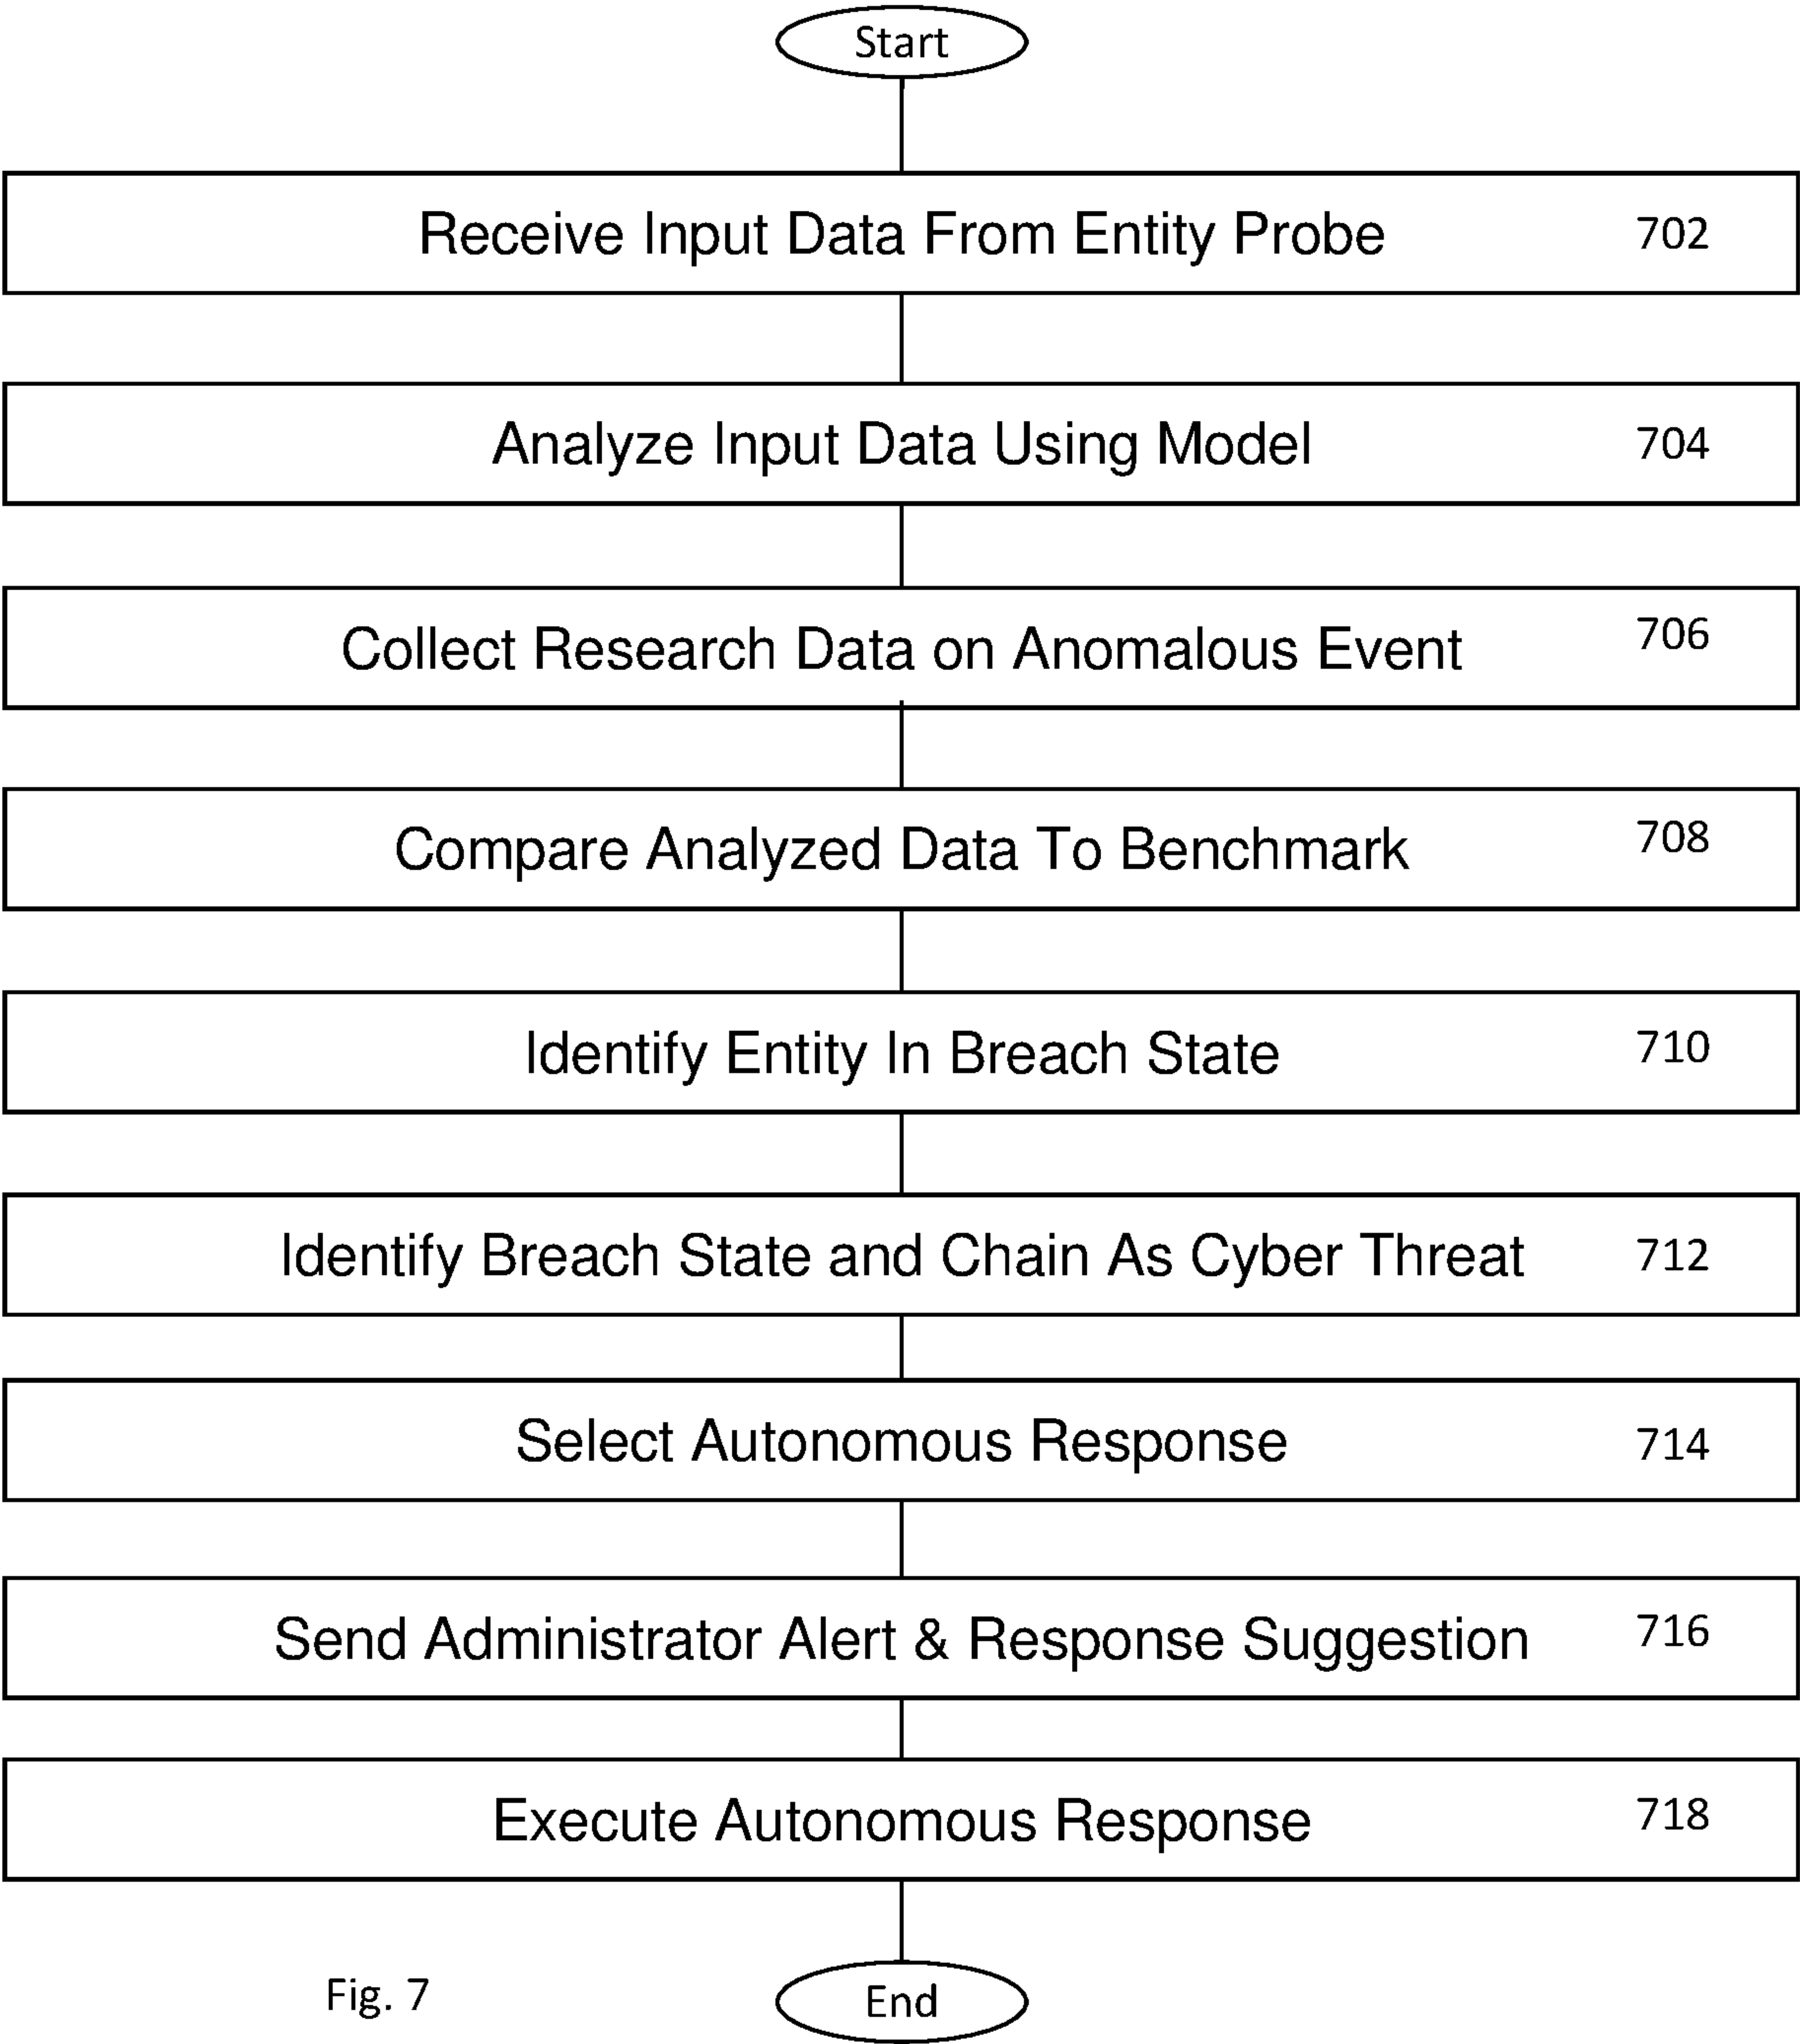 Start
Receive Input Data From Entity Probe 702
Analyze Input Data Using Model 704
Collect Research Data on Anomalous Event 706
Compare Analyzed Data To Benchmark 708
Identify Entity In Breach State 710
Identify Breach State and Chain As Cyber Threat 712
Select Autonomous Response 714
Send Administrator Alert & Response Suggestion 716
Execute Autonomous Response 718
Fig. 7
End